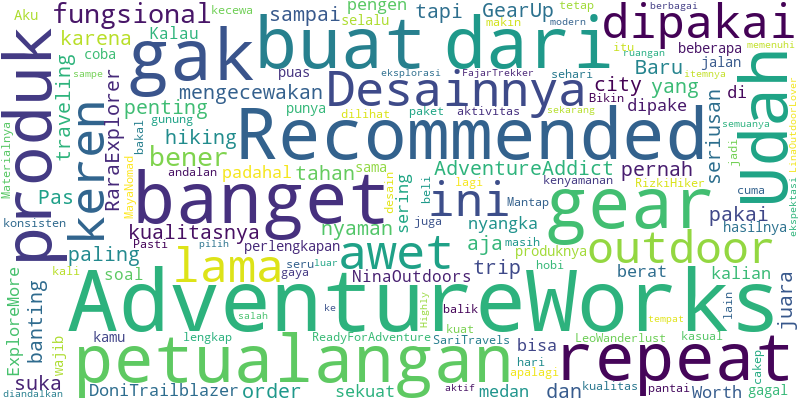 Aku kecewa pengen sampai tapi GearUp makin modern tetap berbagai
fungsional selalu itu memenuhi
karena Kalau buat dari dipakai
coba puas eksplorasi FajarTrekker beberapa ruangan
sampe gak Baru jalan
produk traveling keren RaraExplorer mengecewakan Desainnya sehari itemnya
penting punya dilihat paket aktivitas Bikin city yang di
Materialnya gunung hiking Recommended sekarang dipake seriusan Udah semuanya LinaOutdoorLover
bener bakal
MayaNomad padahal tahan sama AdventureAddict pernah jadi
Pas andalan banget desain sering beli lagi ini kenyamanan RizkiHiker gear cuma ekspektasi
konsisten kualitasnya nyaman juga Mantap nyangka pakai hasilnya
paling Pasti pilih perlengkapan awet masih aja outdoor
ExploreMore kali soal lama seru luar produknya
banting gaya NinaOutdoors trip hobi berat kalian lain juara
AdventureWorks
wajib kamu salah ke balik Highly bisa tempat
lengkap ReadyForAdventure kuat SariTravels LeoWanderlust kasual
petualangan hari repeat cakep
suka aktif apalagi pantai
diandalkan DoniTrailblazer order sekuat medan dan kualitas Worth gagal